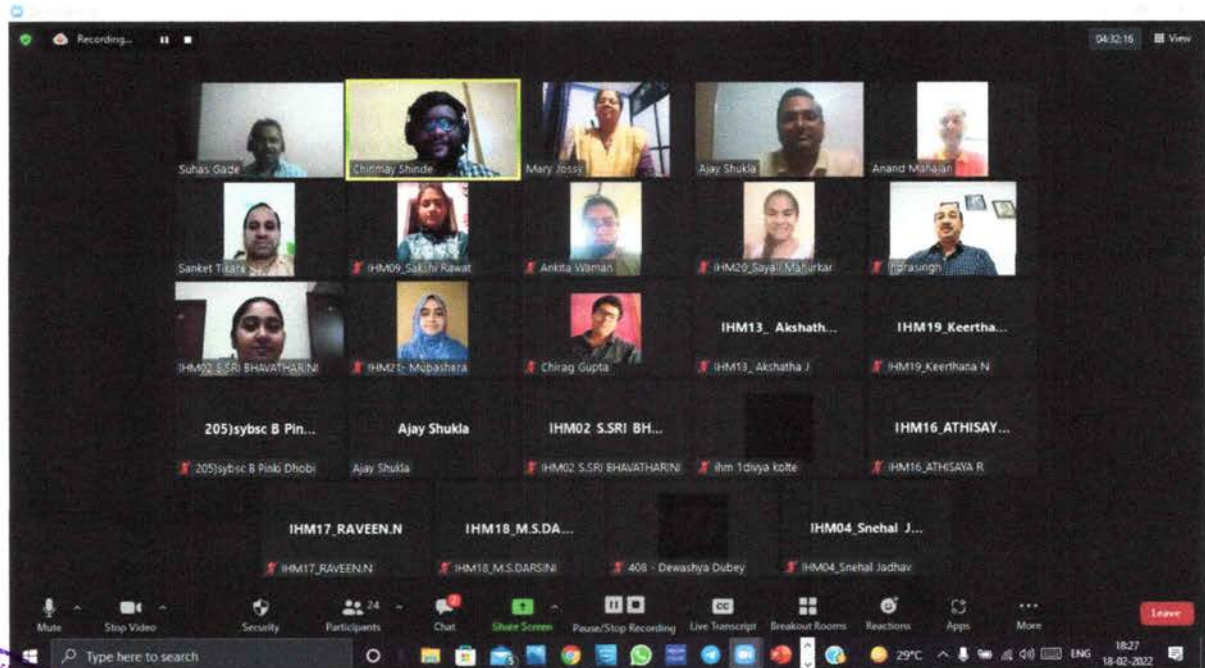 Recording...
04:32:16 View
Suhas Gade
Chinmay Shinde
Mary Jossy
Ajay Shukla
Anand Mahajan
Sanket Tikare
IHM09_Sakshi Rawat
Ankita Waman
IHM20_Sayali Mahurkar
IHM02 S.SRI BHAVATHARINI
IHM21- Mubashera
Chirag Gupta
IHM13_ Akshath...
IHM13_ Akshatha J
IHM19_Keertha...
IHM19_Keerthana N
205)sybsc B Pin...
205)sybsc B Pinki Dhobi
Ajay Shukla
Ajay Shukla
IHM02 S.SRI BH...
IHM02 S.SRI BHAVATHARINI
ihm 1divya kolte
IHM16_ATHISAY...
IHM16_ATHISAYA R
IHM17_RAVEEN.N
IHM17_RAVEEN.N
IHM18_M.S.DA...
IHM18_M.S.DARSINI
408 - Dewashya Dubey
IHM04_Snehal J...
IHM04_Snehal Jadhav
Mute
Stop Video
Security
24
Participants
2
Chat
Share Screen
Pause/Stop Recording
CC
Live Transcript
Breakout Rooms
Reactions
Apps
More
Leave
Type here to search
5
29°C
ENG
18:27
18-02-2022